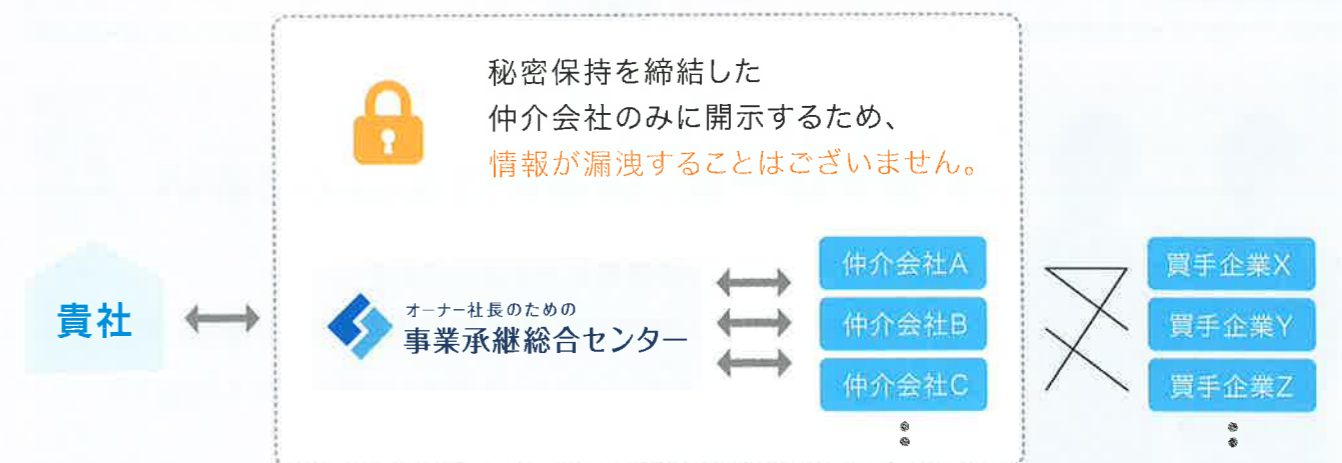 秘密保持を締結した
仲介会社のみに開示するため、
情報が漏洩することはございません。
貴社
オーナー社長のための
事業承継総合センター
仲介会社A
仲介会社B
仲介会社C
買手企業X
買手企業Y
買手企業Z